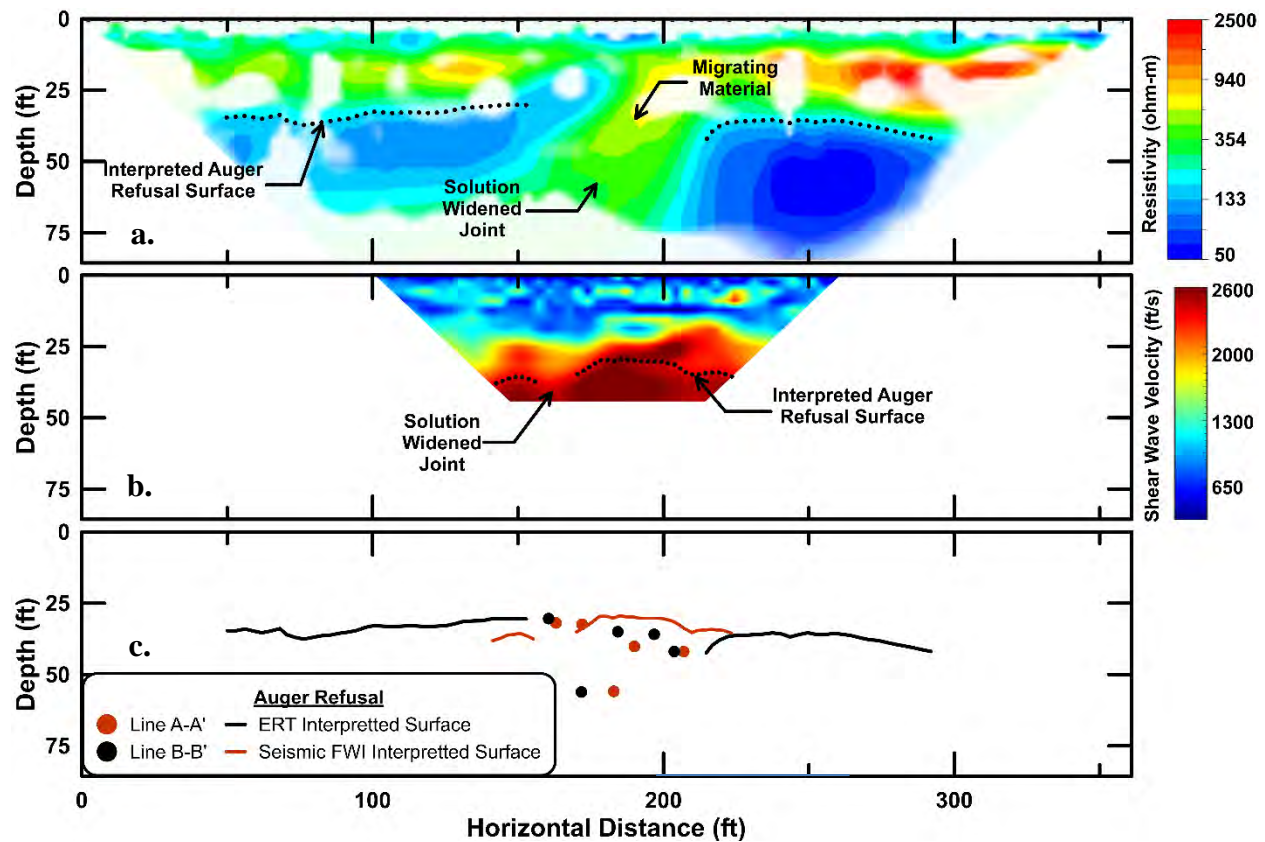 0
25
50
75
Depth (ft)
Migrating
Material
Interpreted Auger
Refusal Surface
Solution
Widened
Joint
a.
2500
940
354
133
50
Resistivity (ohm-m)
0
25
50
75
Depth (ft)
Solution
Widened
Joint
Interpreted Auger
Refusal Surface
b.
2600
2000
1300
650
Shear Wave Velocity (ft/s)
0
25
50
75
Depth (ft)
c.
Auger Refusal
Line A-A' ERT Interpretted Surface
Line B-B' Seismic FWI Interpretted Surface
0 100 200 300
Horizontal Distance (ft)